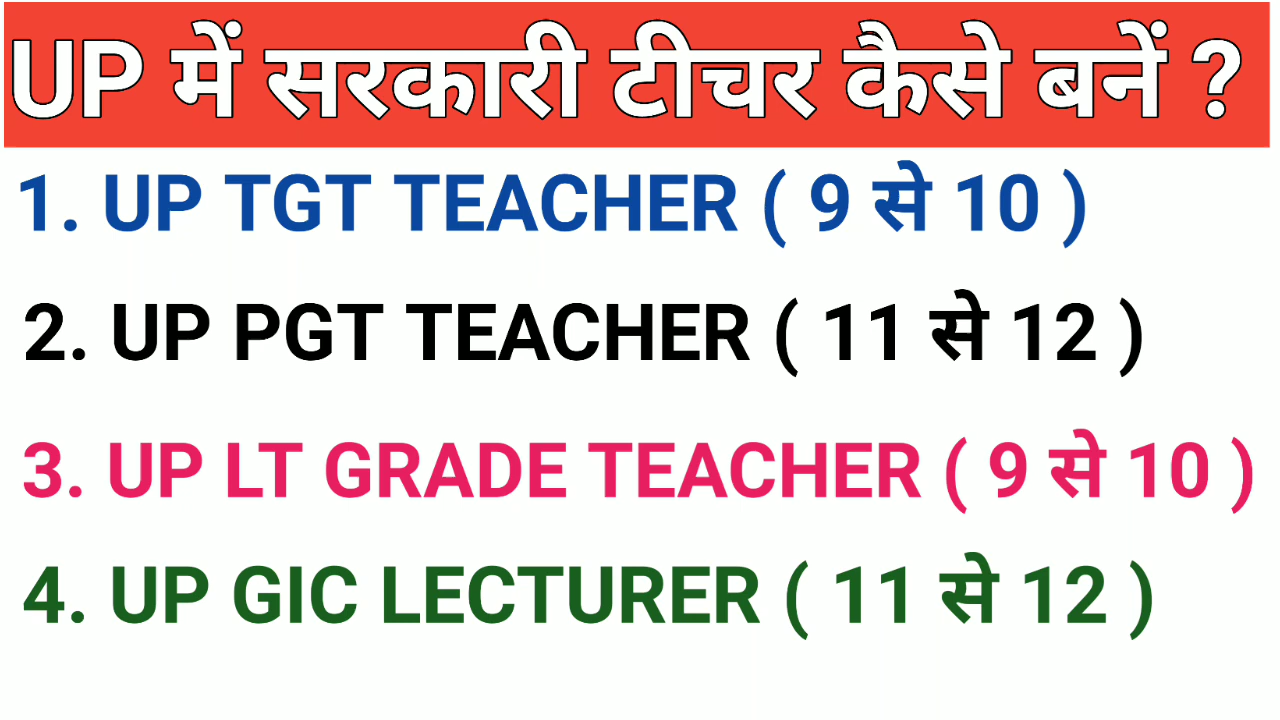 UP में सरकारी टीचर कैसे बनें ?
1. UP TGT TEACHER ( 9 से 10 )
2. UP PGT TEACHER ( 11 से 12 )
3. UP LT GRADE TEACHER ( 9 से 10 )
4. UP GIC LECTURER ( 11 से 12 )